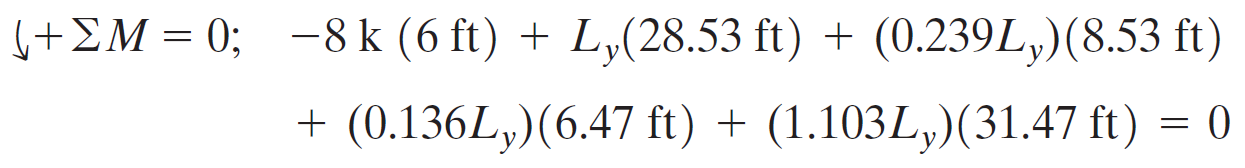 ⤹+ΣM = 0; −8 k (6 ft) + L_y(28.53 ft) + (0.239L_y)(8.53 ft)
+ (0.136L_y)(6.47 ft) + (1.103L_y)(31.47 ft) = 0